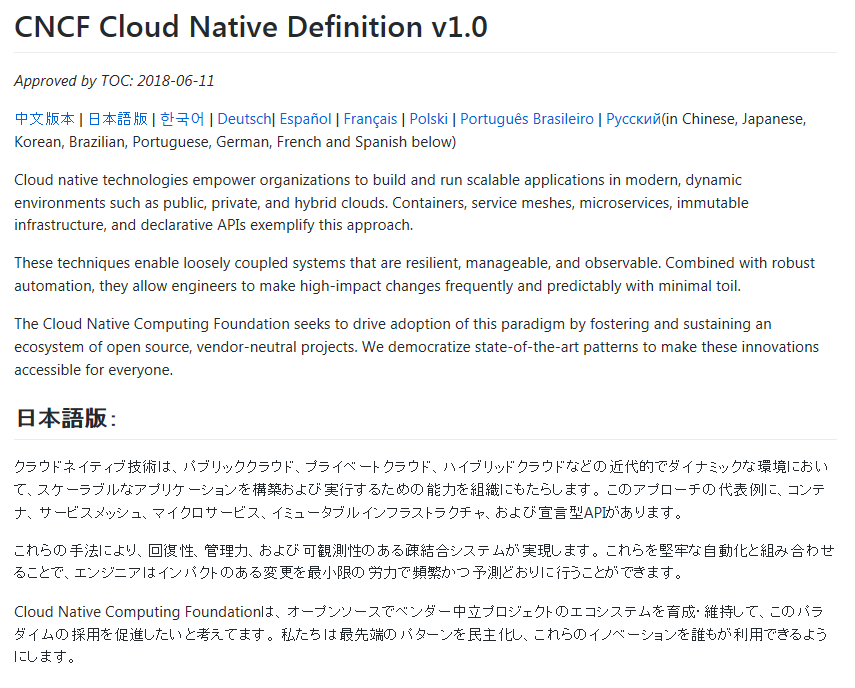 CNCF Cloud Native Definition v1.0
Approved by TOC: 2018-06-11
中文版本 | 日本語版 | 한국어 | Deutsch| Español | Français | Polski | Português Brasileiro | Русский(in Chinese, Japanese,
Korean, Brazilian, Portuguese, German, French and Spanish below)
Cloud native technologies empower organizations to build and run scalable applications in modern, dynamic
environments such as public, private, and hybrid clouds. Containers, service meshes, microservices, immutable
infrastructure, and declarative APIs exemplify this approach.
These techniques enable loosely coupled systems that are resilient, manageable, and observable. Combined with robust
automation, they allow engineers to make high-impact changes frequently and predictably with minimal toil.
The Cloud Native Computing Foundation seeks to drive adoption of this paradigm by fostering and sustaining an
ecosystem of open source, vendor-neutral projects. We democratize state-of-the-art patterns to make these innovations
accessible for everyone.
日本語版:
クラウドネイティブ技術は、パブリッククラウド、プライベートクラウド、ハイブリッドクラウドなどの近代的でダイナミックな環境におい
て、スケーラブルなアプリケーションを構築および実行するための能力を組織にもたらします。 このアプローチの代表例に、コンテ
ナ、サービスメッシュ、マイクロサービス、イミュータブルインフラストラクチャ、および宣言型APIがあります。
これらの手法により、回復性、管理力、および可観測性のある疎結合システムが実現します。 これらを堅牢な自動化と組み合わせ
ることで、エンジニアはインパクトのある変更を最小限の労力で頻繁かつ予測どおりに行うことができます。
Cloud Native Computing Foundationは、オープンソースでベンダー中立プロジェクトのエコシステムを育成・維持して、このパラ
ダイムの採用を促進したいと考えてます。 私たちは最先端のパターンを民主化し、これらのイノベーションを誰もが利用できるよう
にします。